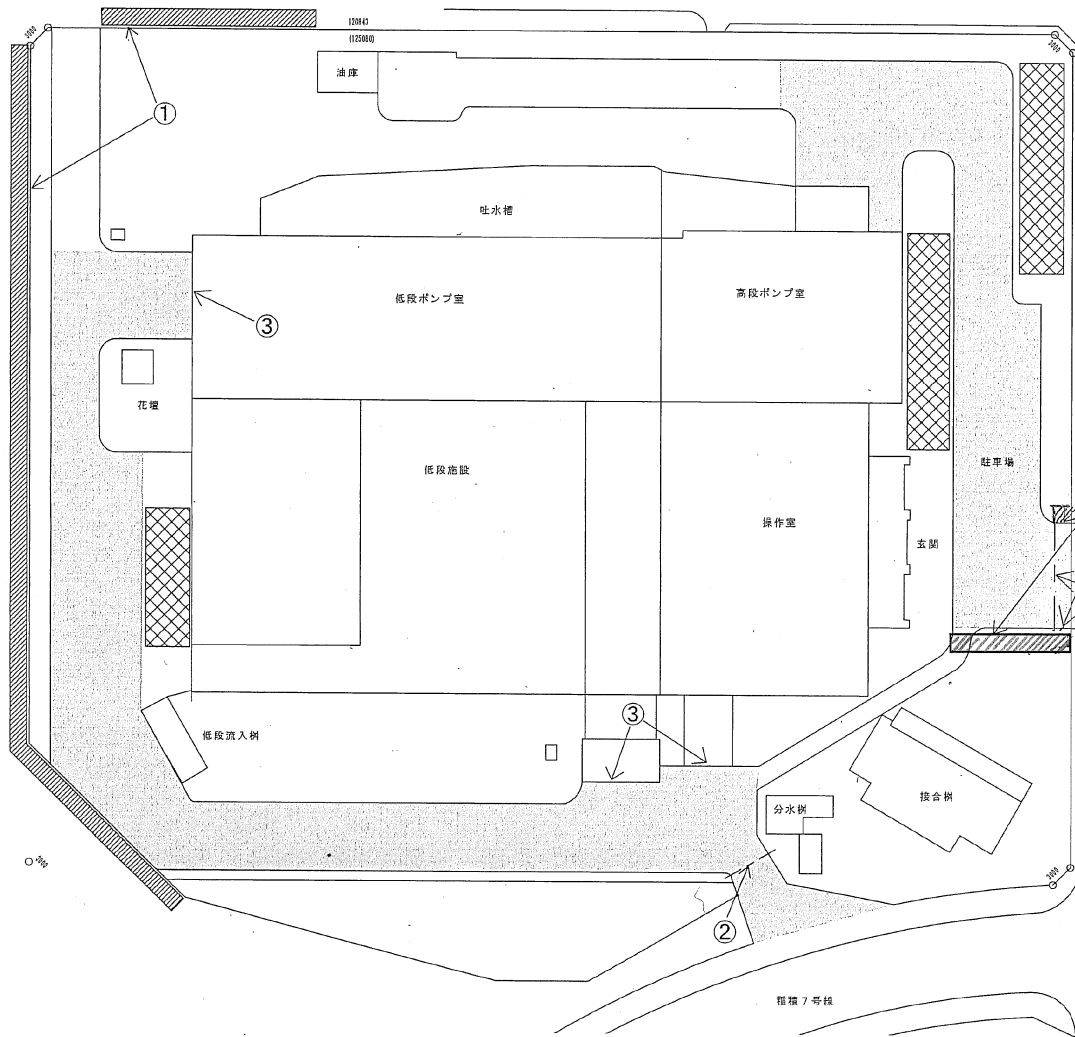 3000
120843
(125080)
3000
油庫
①
吐水槽
低段ポンプ室
高段ポンプ室
③
花壇
低段施設
駐車場
操作室
玄関
③
低段流入桝
接合桝
分水桝
3000
3000
②
稲積7号線